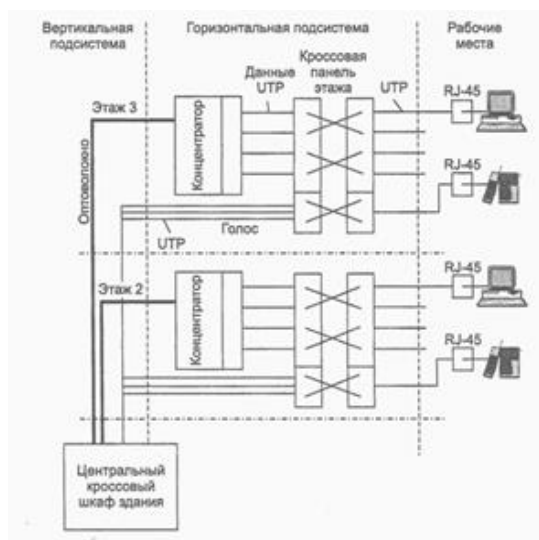 Вертикальная
подсистема
Горизонтальная подсистема
Рабочие
места
Кроссовая
панель
этажа
Данные
UTP
UTP
RJ-45
Этаж 3
Концентратор
Оптоволокно
RJ-45
Голос
UTP
RJ-45
Этаж 2
Концентратор
RJ-45
Центральный
кроссовый
шкаф здания